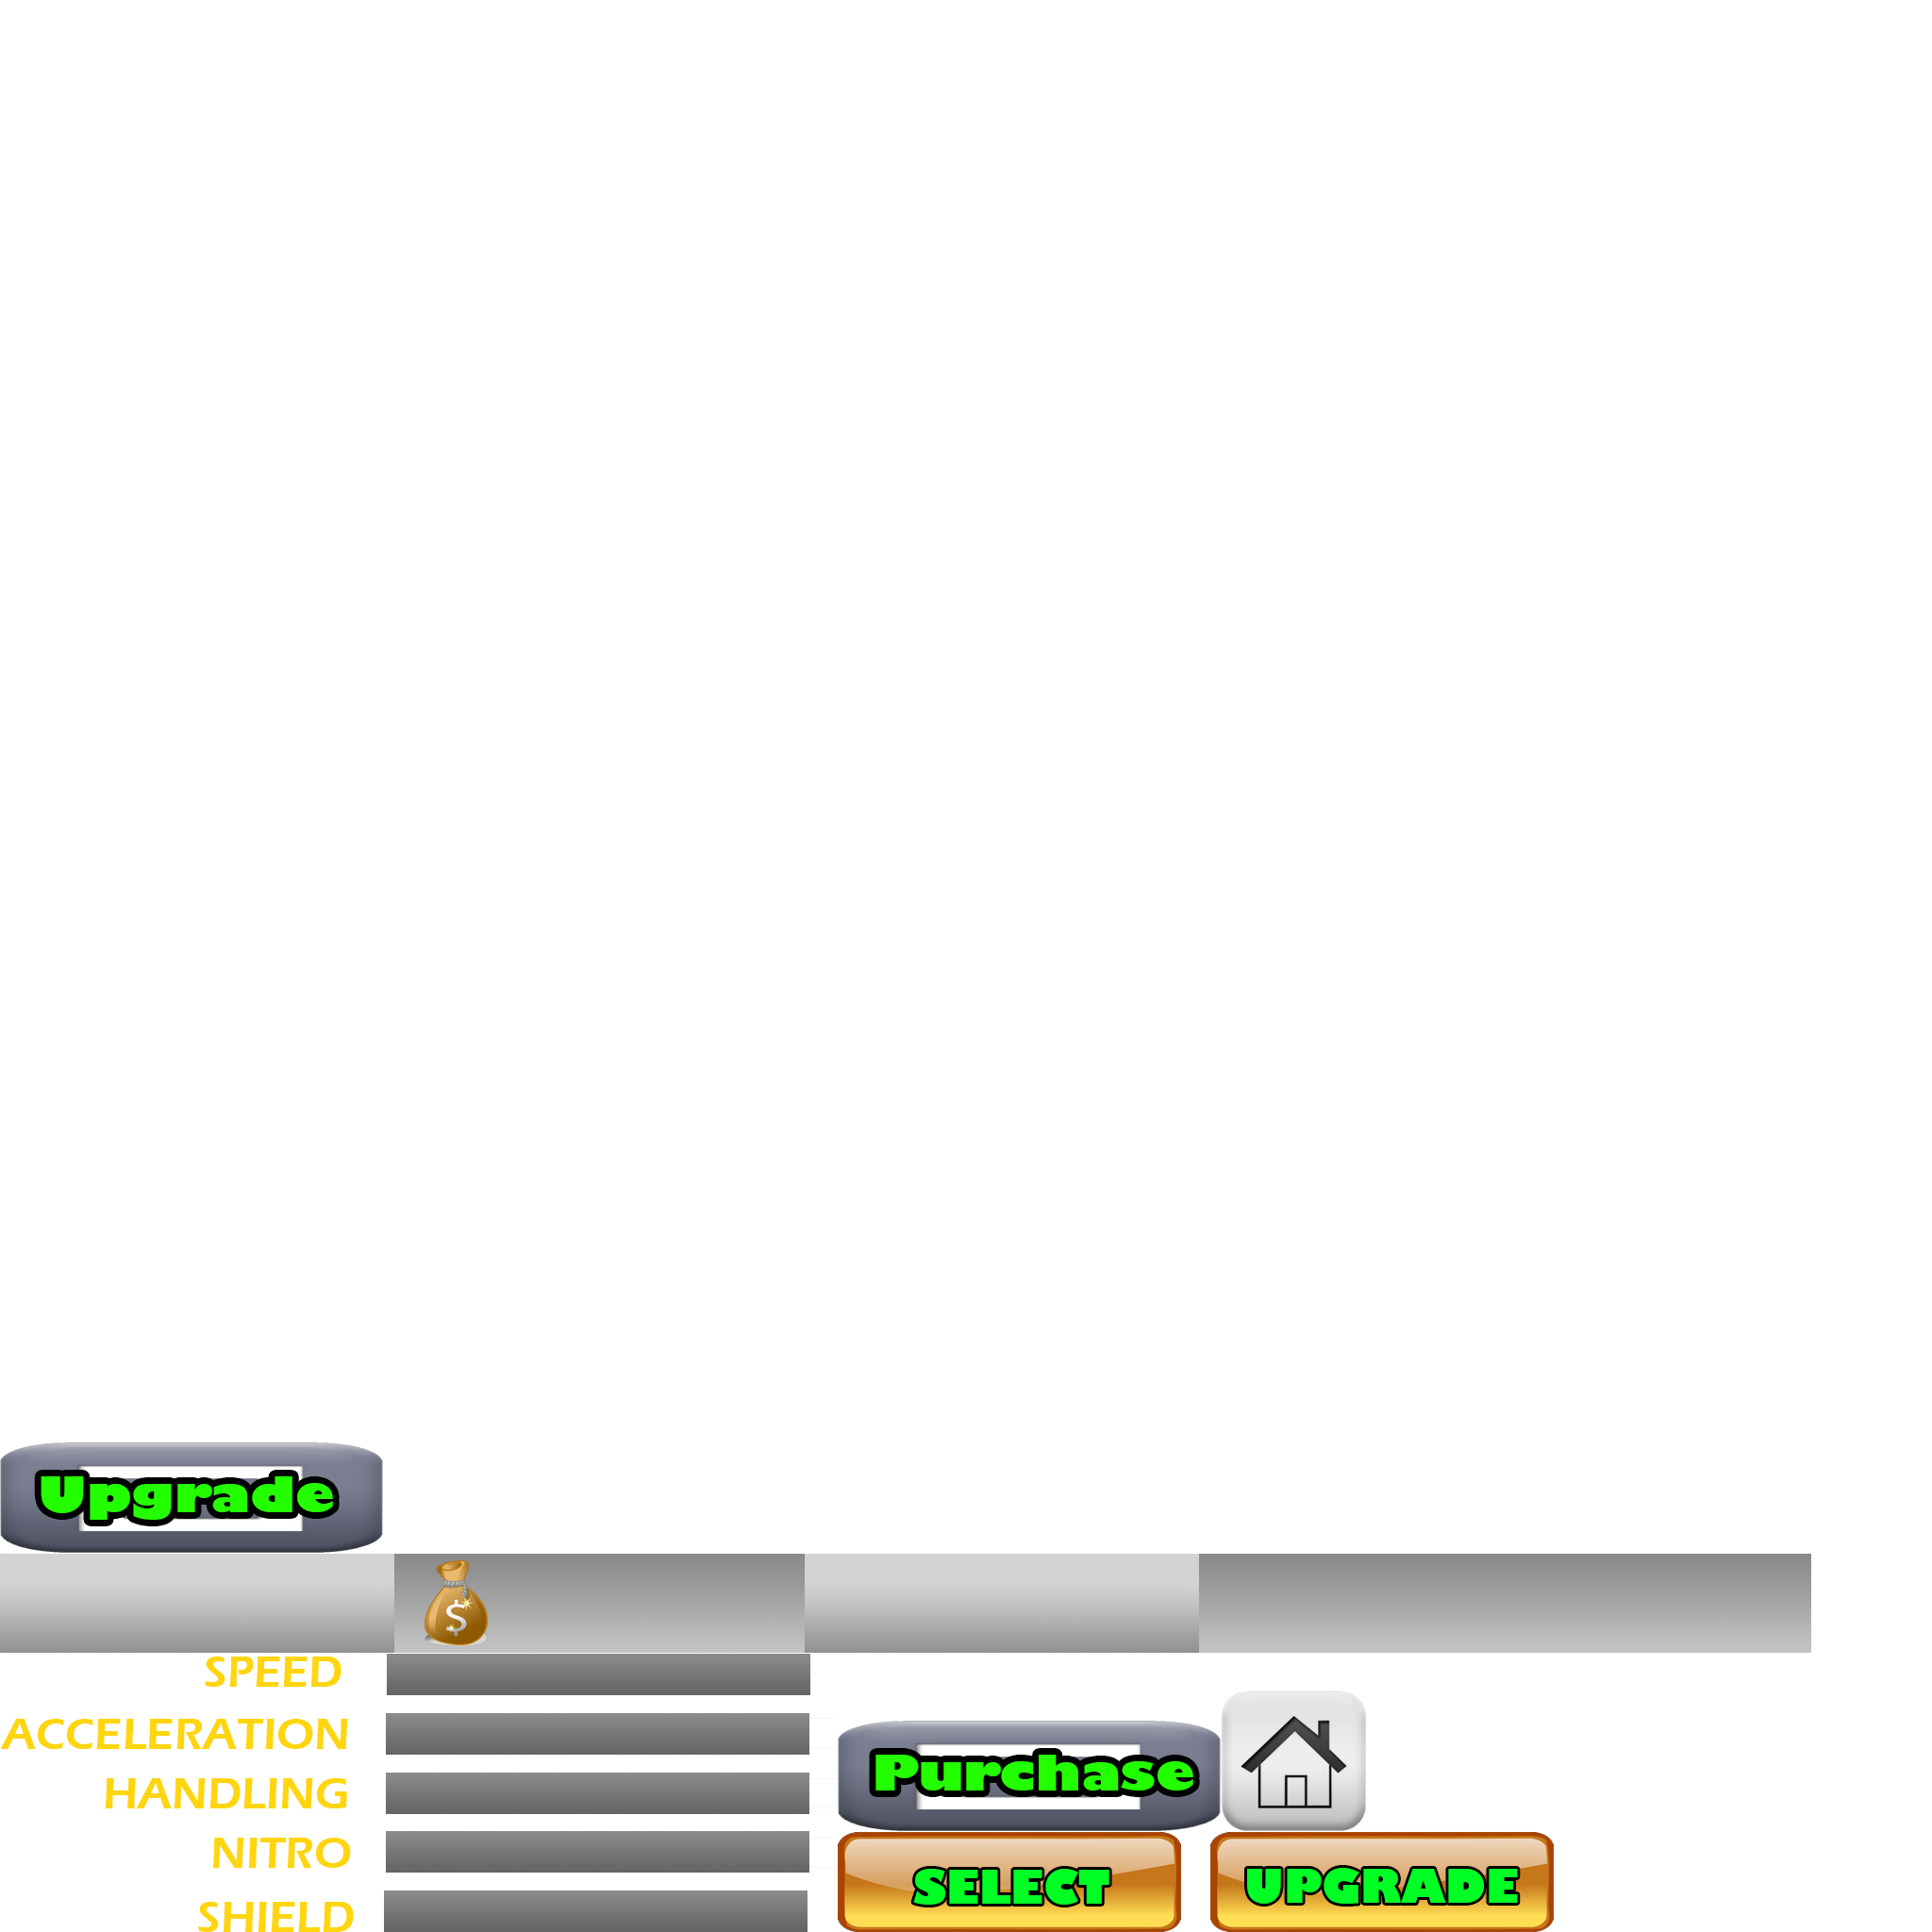 Upgrade
$
SPEED
ACCELERATION
HANDLING
NITRO
SHIELD
Purchase
SELECT
UPGRADE